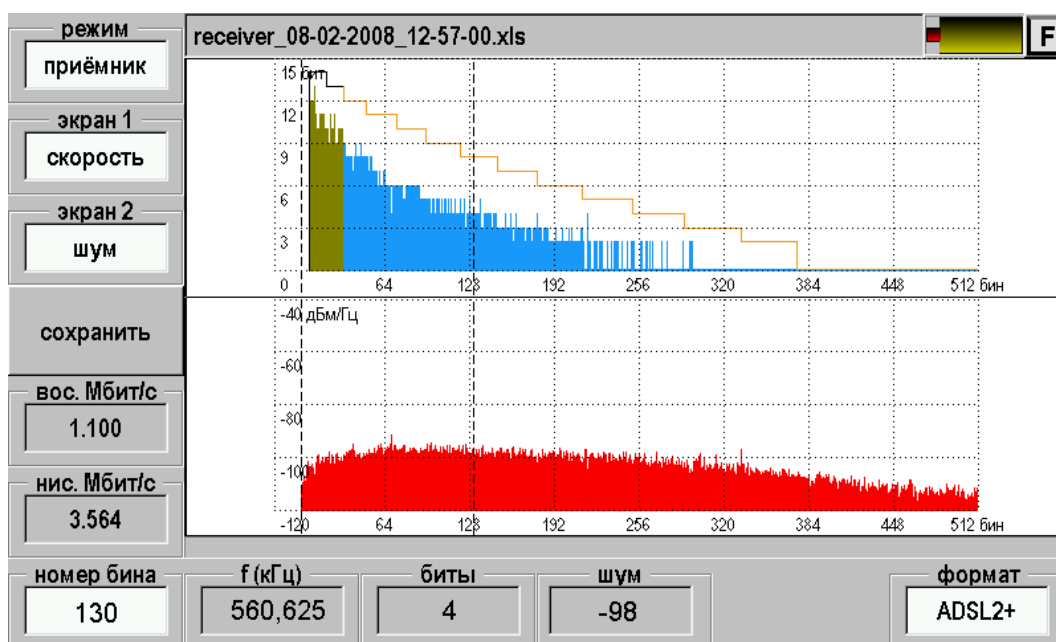 режим
приёмник
receiver_08-02-2008_12-57-00.xls
F
экран 1
скорость
экран 2
шум
сохранить
вос. Мбит/с
1.100
нис. Мбит/с
3.564
15 бит
12
9
6
3
0 64 128 192 256 320 384 448 512 бин
-40 дБм/Гц
-60
-80
-100
-120 64 128 192 256 320 384 448 512 бин
номер бина
130
f (кГц)
560,625
биты
4
шум
-98
формат
ADSL2+